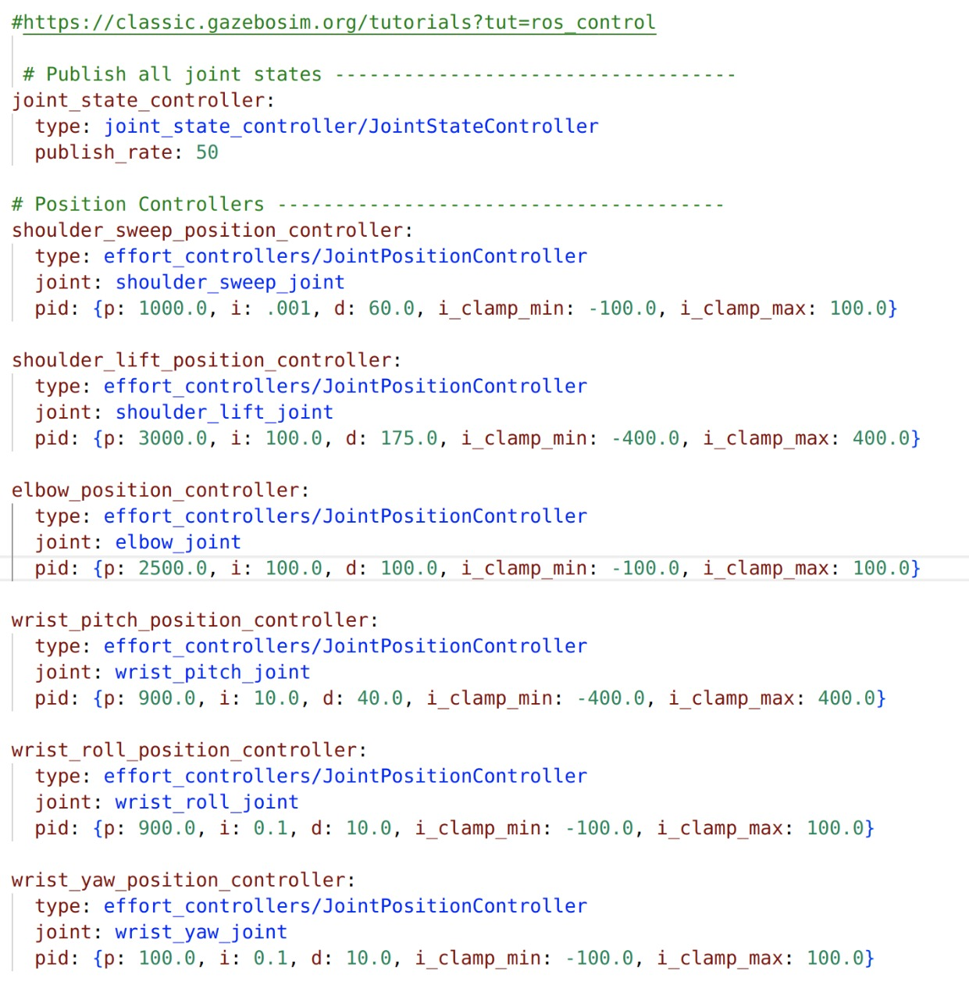 #https://classic.gazebosim.org/tutorials?tut=ros_control
# Publish all joint states -----------------------------------
joint_state_controller:
type: joint_state_controller/JointStateController
publish_rate: 50
# Position Controllers ---------------------------------------
shoulder_sweep_position_controller:
type: effort_controllers/JointPositionController
joint: shoulder_sweep_joint
pid: {p: 1000.0, i: .001, d: 60.0, i_clamp_min: -100.0, i_clamp_max: 100.0}
shoulder_lift_position_controller:
type: effort_controllers/JointPositionController
joint: shoulder_lift_joint
pid: {p: 3000.0, i: 100.0, d: 175.0, i_clamp_min: -400.0, i_clamp_max: 400.0}
elbow_position_controller:
type: effort_controllers/JointPositionController
joint: elbow_joint
pid: {p: 2500.0, i: 100.0, d: 100.0, i_clamp_min: -100.0, i_clamp_max: 100.0}
wrist_pitch_position_controller:
type: effort_controllers/JointPositionController
joint: wrist_pitch_joint
pid: {p: 900.0, i: 10.0, d: 40.0, i_clamp_min: -400.0, i_clamp_max: 400.0}
wrist_roll_position_controller:
type: effort_controllers/JointPositionController
joint: wrist_roll_joint
pid: {p: 900.0, i: 0.1, d: 10.0, i_clamp_min: -100.0, i_clamp_max: 100.0}
wrist_yaw_position_controller:
type: effort_controllers/JointPositionController
joint: wrist_yaw_joint
pid: {p: 100.0, i: 0.1, d: 10.0, i_clamp_min: -100.0, i_clamp_max: 100.0}